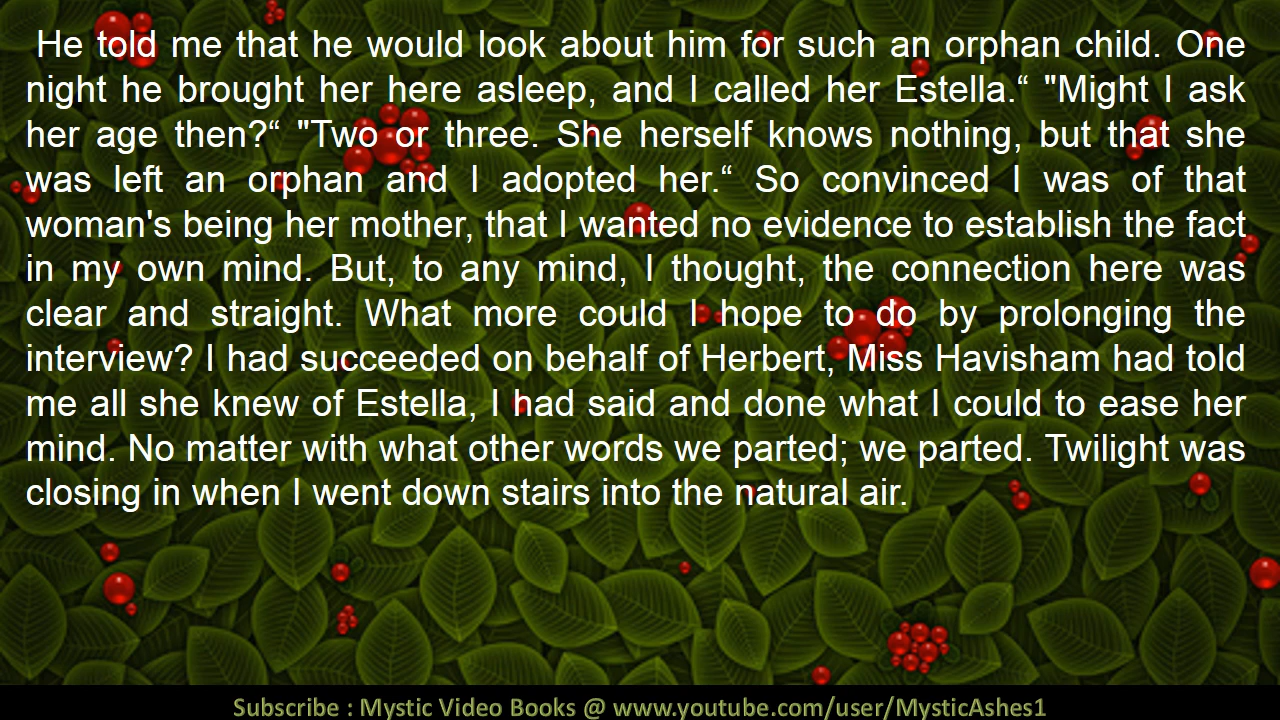 He told me that he would look about him for such an orphan child. One
night he brought her here asleep, and I called her Estella.“ "Might I ask
her age then?“ "Two or three. She herself knows nothing, but that she
was left an orphan and I adopted her.“ So convinced I was of that
woman's being her mother, that I wanted no evidence to establish the fact
in my own mind. But, to any mind, I thought, the connection here was
clear and straight. What more could I hope to do by prolonging the
interview? I had succeeded on behalf of Herbert, Miss Havisham had told
me all she knew of Estella, I had said and done what I could to ease her
mind. No matter with what other words we parted; we parted. Twilight was
closing in when I went down stairs into the natural air.
Subscribe : Mystic Video Books @ www.youtube.com/user/MysticAshes1